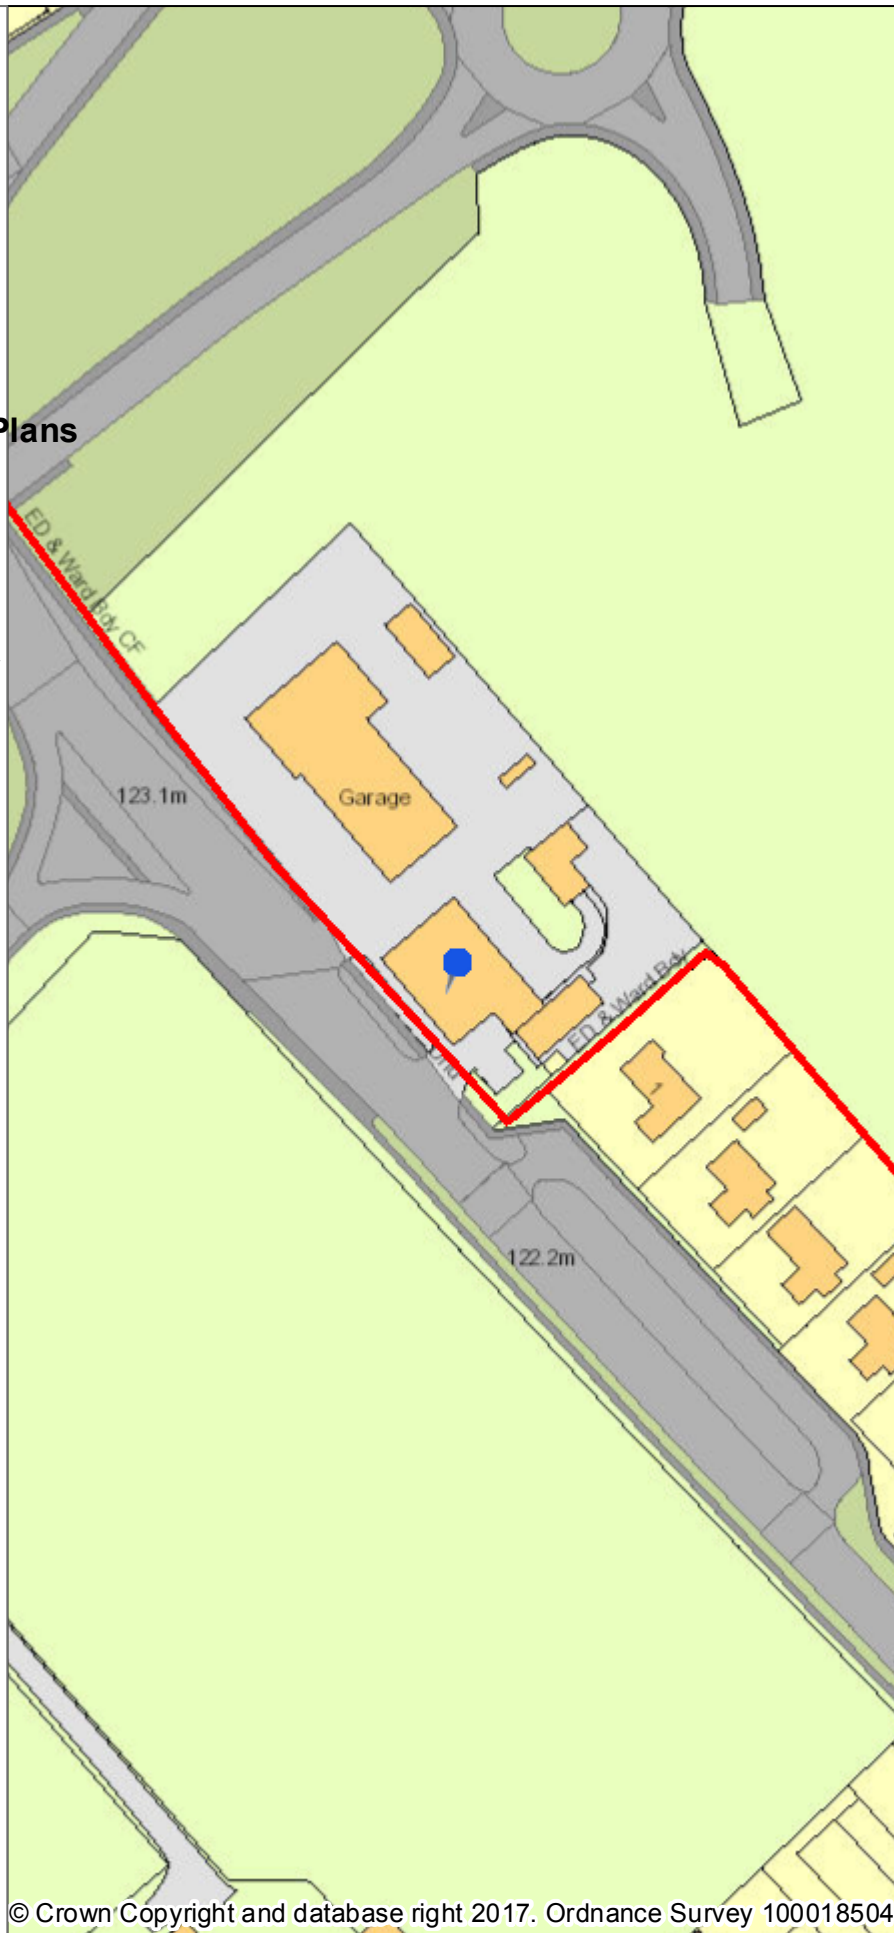 Plans
ED & Ward Bdy CF
123.1m
Garage
ED & Ward Bdy
Und
1
122.2m
© Crown Copyright and database right 2017. Ordnance Survey 100018504